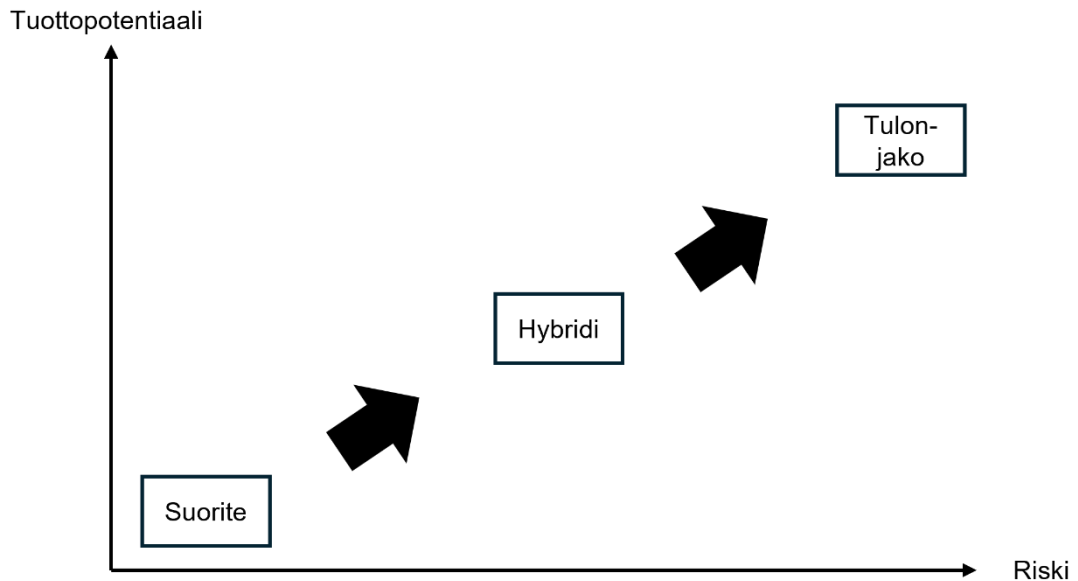 Tuottopotentiaali
Tulon-
jako
Hybridi
Suorite
Riski